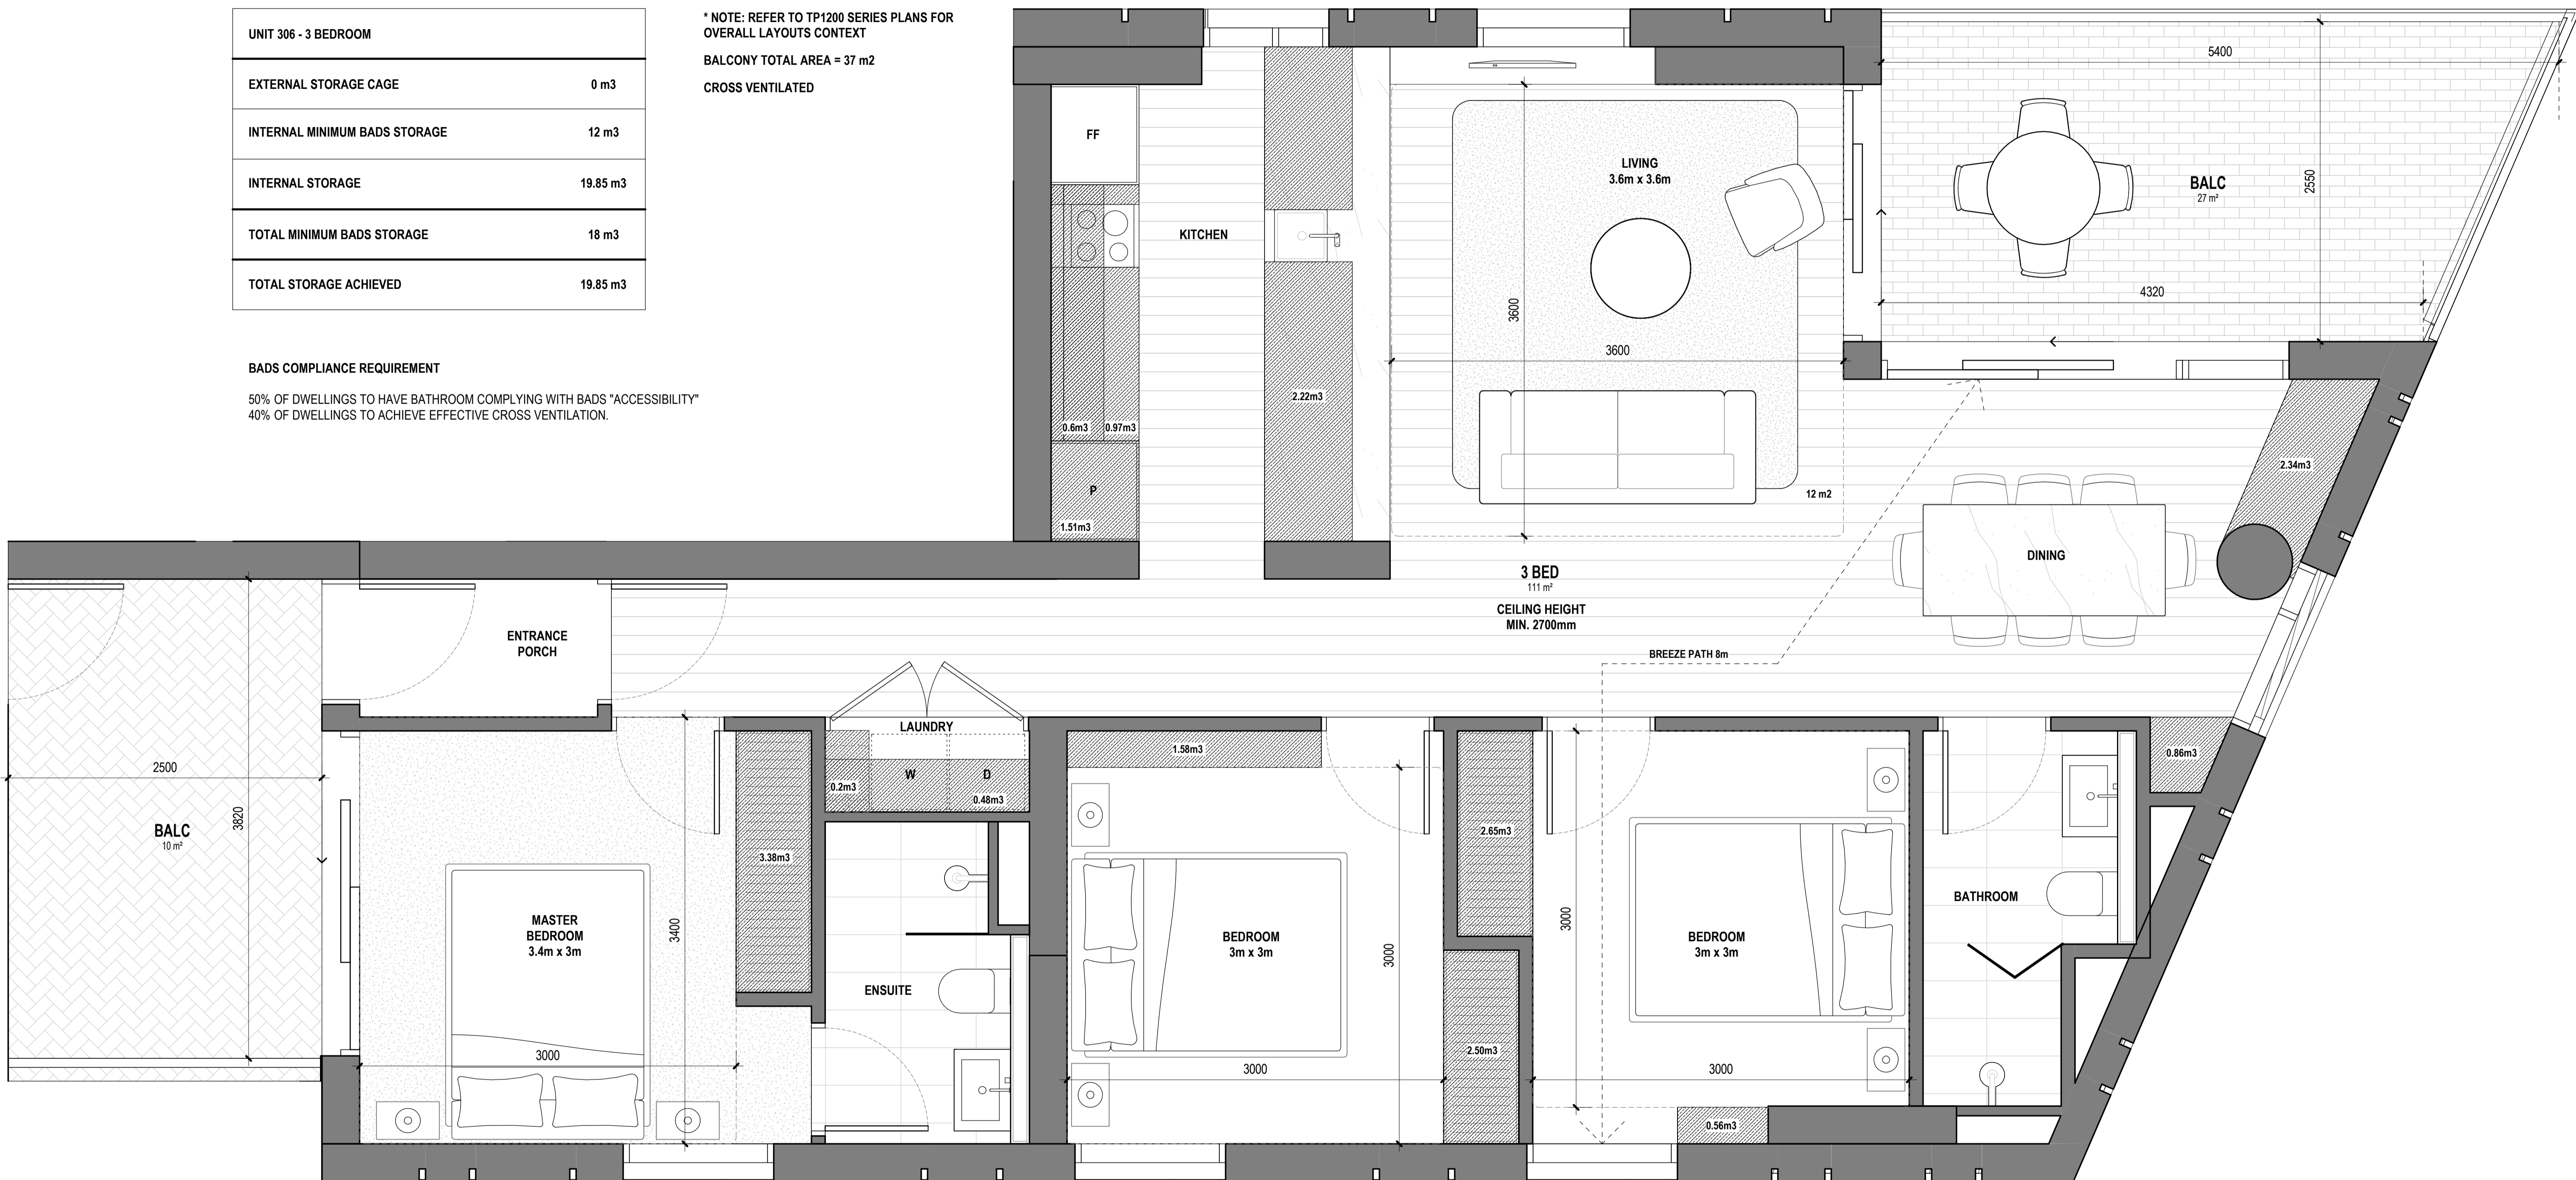 UNIT 306 - 3 BEDROOM
EXTERNAL STORAGE CAGE 0 m3
INTERNAL MINIMUM BADS STORAGE 12 m3
INTERNAL STORAGE 19.85 m3
TOTAL MINIMUM BADS STORAGE 18 m3
TOTAL STORAGE ACHIEVED 19.85 m3
* NOTE: REFER TO TP1200 SERIES PLANS FOR
OVERALL LAYOUTS CONTEXT
BALCONY TOTAL AREA = 37 m2
CROSS VENTILATED
BADS COMPLIANCE REQUIREMENT
50% OF DWELLINGS TO HAVE BATHROOM COMPLYING WITH BADS "ACCESSIBILITY"
40% OF DWELLINGS TO ACHIEVE EFFECTIVE CROSS VENTILATION.
FF
KITCHEN
0.6m3
0.97m3
P
1.51m3
2.22m3
LIVING
3.6m x 3.6m
3600
3600
12 m2
5400
BALC
27 m²
2550
4320
2.34m3
DINING
3 BED
111 m²
CEILING HEIGHT
MIN. 2700mm
BREEZE PATH 8m
ENTRANCE
PORCH
2500
3820
BALC
10 m²
MASTER
BEDROOM
3.4m x 3m
3400
3000
3.38m3
LAUNDRY
W
D
0.2m3
0.48m3
ENSUITE
1.58m3
BEDROOM
3m x 3m
3000
3000
2.65m3
2.50m3
3000
BEDROOM
3m x 3m
3000
0.56m3
BATHROOM
0.86m3